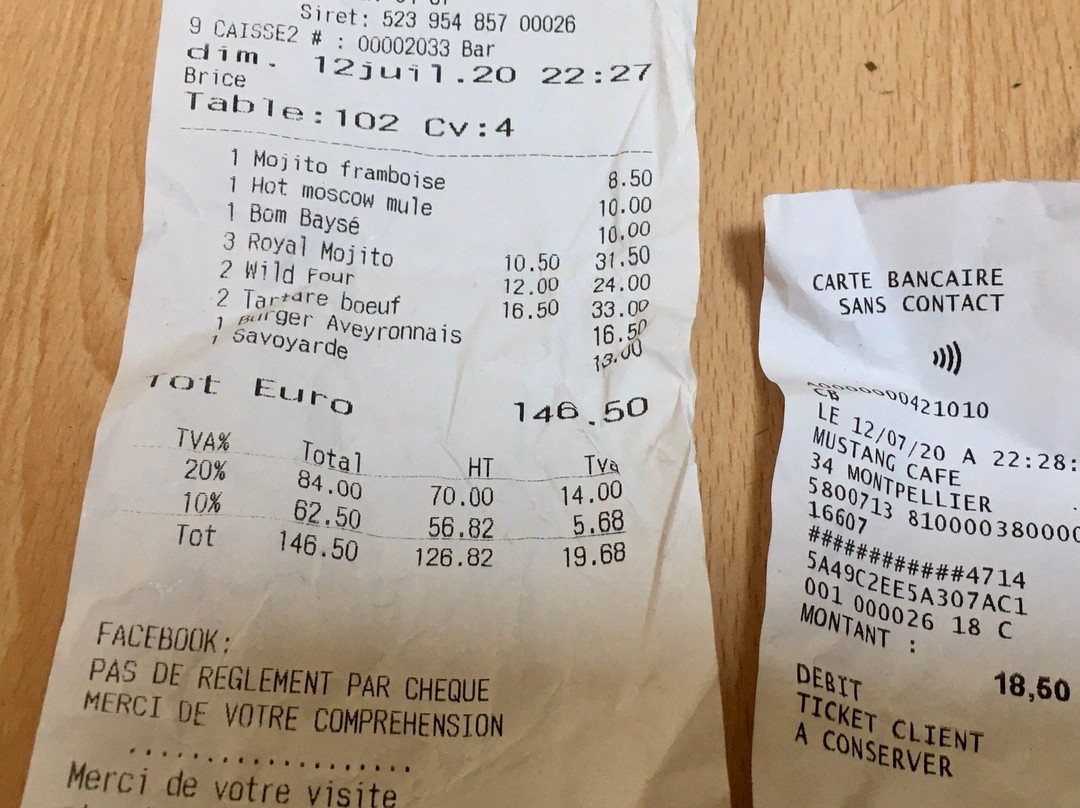 Siret: 523 954 857 00026
9 CAISSE2 # : 00002033 Bar
dim. 12juil.20 22:27
Brice
Table:102 Cv:4
1 Mojito framboise 8.50
1 Hot moscow mule 10.00
1 Bom Baysé 10.00
3 Royal Mojito 10.50 31.50
2 Wild Four 12.00 24.00
2 Tartare boeuf 16.50 33.00
1 Burger Aveyronnais 16.50
1 Savoyarde 13.00
Tot Euro 146.50
TVA% Total HT Tva
20% 84.00 70.00 14.00
10% 62.50 56.82 5.68
Tot 146.50 126.82 19.68
FACEBOOK:
PAS DE REGLEMENT PAR CHEQUE
MERCI DE VOTRE COMPREHENSION
...................
Merci de votre visite
CARTE BANCAIRE
SANS CONTACT
A0000000421010
CB
LE 12/07/20 A 22:28:
MUSTANG CAFE
34 MONTPELLIER
5800713 810000380000
16607
############4714
5A49C2EE5A307AC1
001 000026 18 C
MONTANT :
18,50
DEBIT
TICKET CLIENT
A CONSERVER